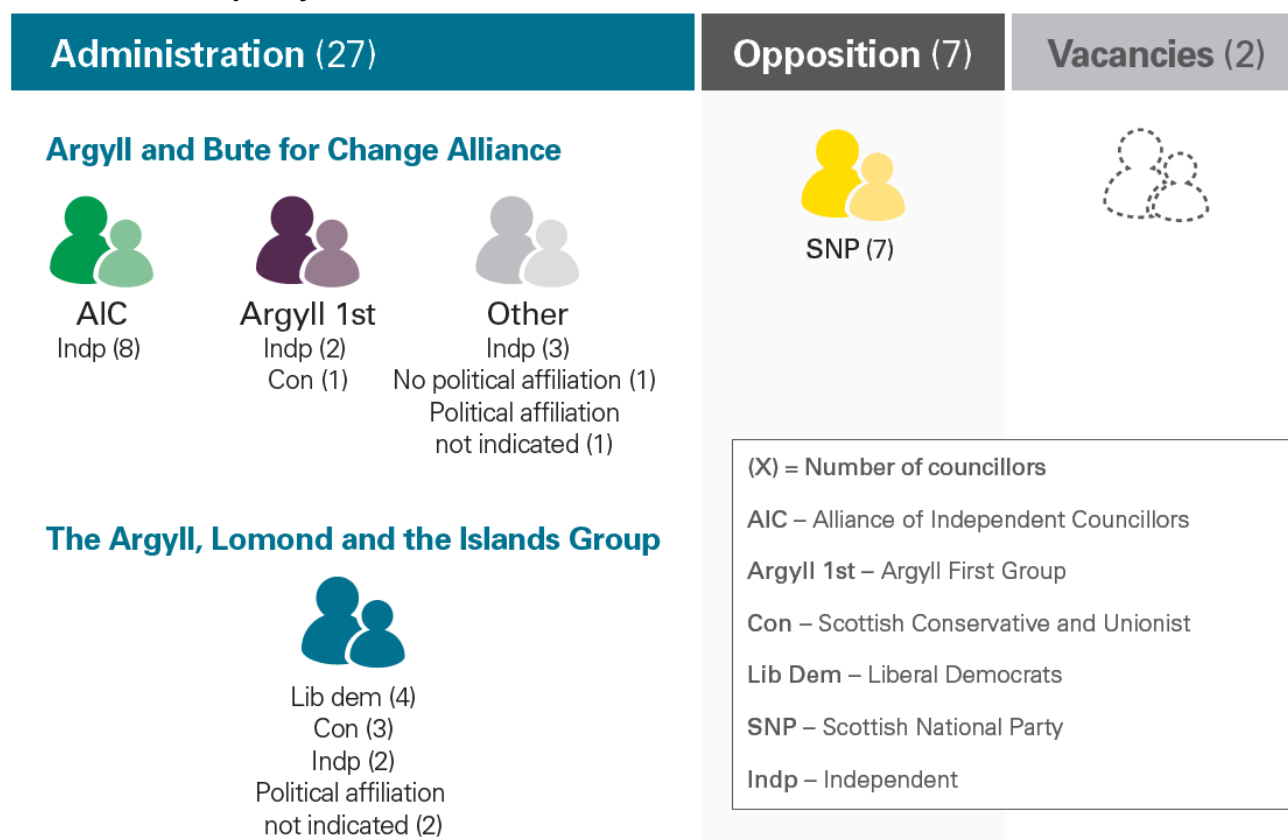 Administration (27)
Opposition (7)
Vacancies (2)
Argyll and Bute for Change Alliance
AIC
Indp (8)
Argyll 1st
Indp (2)
Con (1)
Other
Indp (3)
No political affiliation (1)
Political affiliation
not indicated (1)
SNP (7)
The Argyll, Lomond and the Islands Group
Lib dem (4)
Con (3)
Indp (2)
Political affiliation
not indicated (2)
(X) = Number of councillors
AIC – Alliance of Independent Councillors
Argyll 1st – Argyll First Group
Con – Scottish Conservative and Unionist
Lib Dem – Liberal Democrats
SNP – Scottish National Party
Indp – Independent